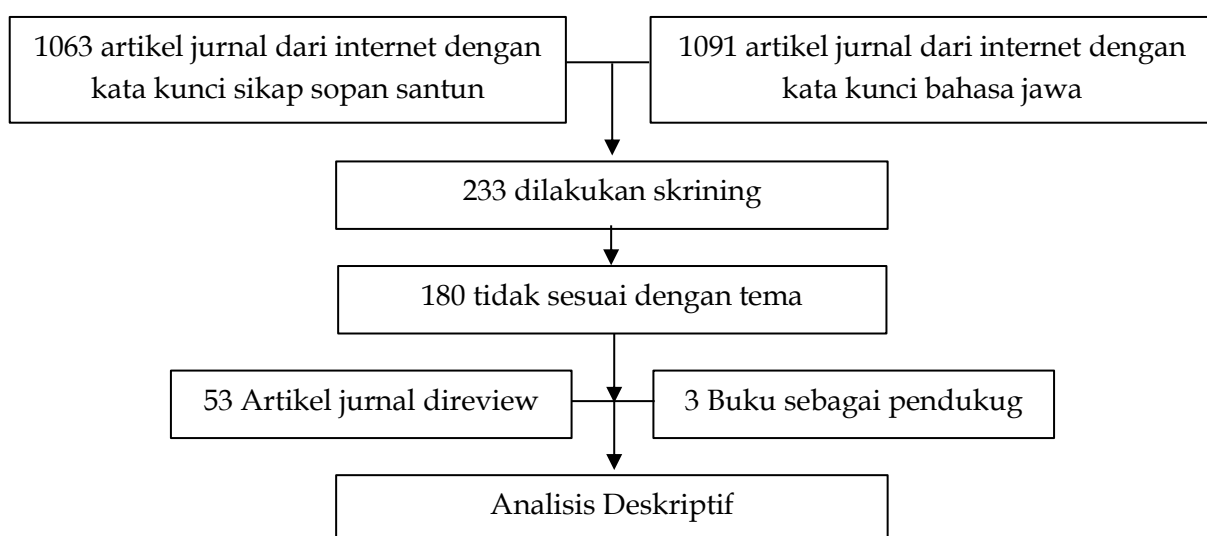 1063 artikel jurnal dari internet dengan
kata kunci sikap sopan santun
1091 artikel jurnal dari internet dengan
kata kunci bahasa jawa
233 dilakukan skrining
180 tidak sesuai dengan tema
53 Artikel jurnal direview
3 Buku sebagai pendukug
Analisis Deskriptif